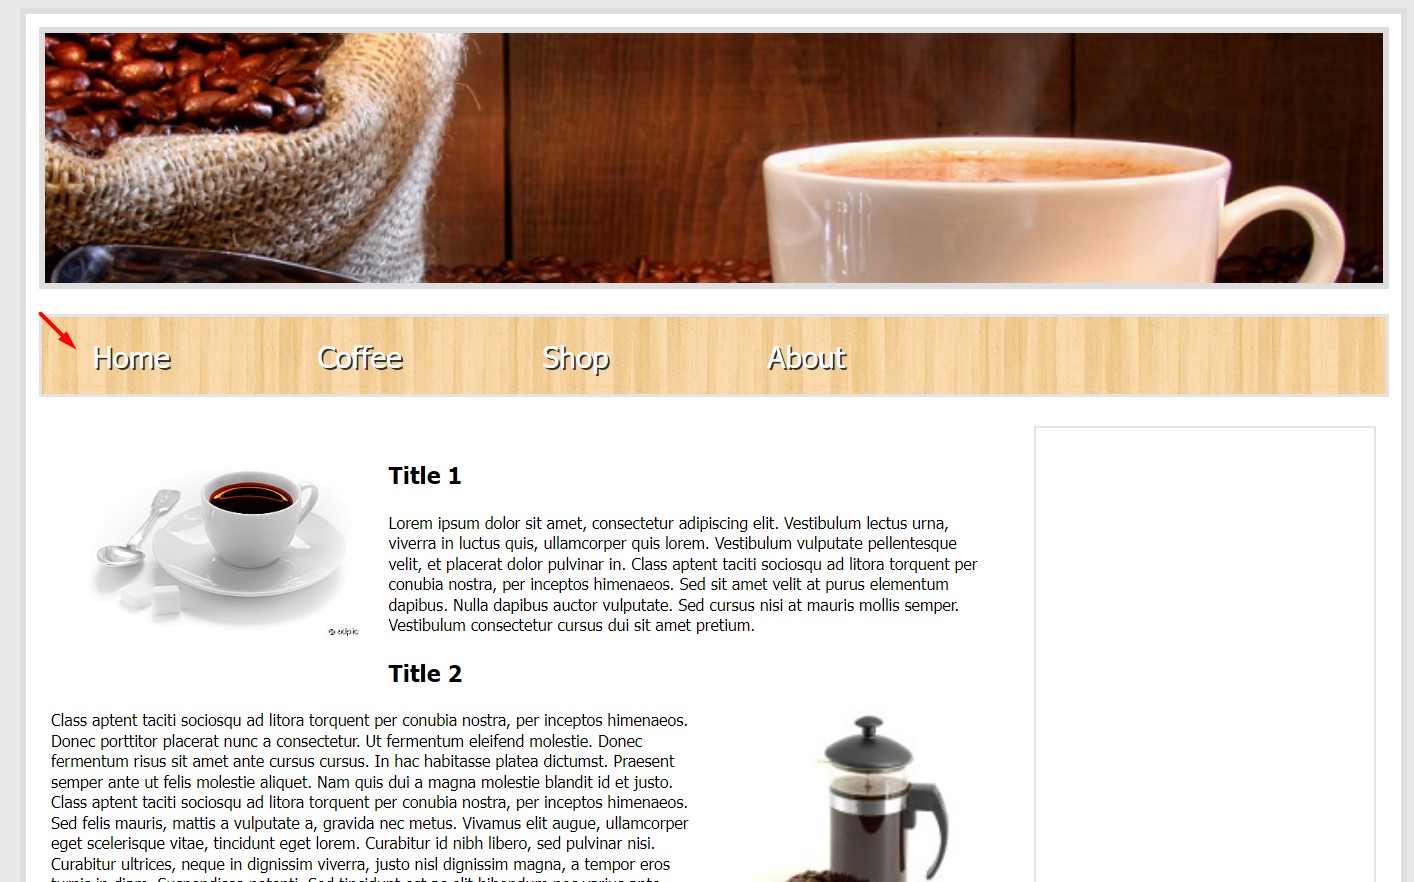 Home
Coffee
Shop
About
Title 1
Lorem ipsum dolor sit amet, consectetur adipiscing elit. Vestibulum lectus urna,
viverra in luctus quis, ullamcorper quis lorem. Vestibulum vulputate pellentesque
velit, et placerat dolor pulvinar in. Class aptent taciti sociosqu ad litora torquent per
conubia nostra, per inceptos himenaeos. Sed sit amet velit at purus elementum
dapibus. Nulla dapibus auctor vulputate. Sed cursus nisi at mauris mollis semper.
Vestibulum consectetur cursus dui sit amet pretium.
Title 2
Class aptent taciti sociosqu ad litora torquent per conubia nostra, per inceptos himenaeos.
Donec porttitor placerat nunc a consectetur. Ut fermentum eleifend molestie. Donec
fermentum risus sit amet ante cursus cursus. In hac habitasse platea dictumst. Praesent
semper ante ut felis molestie aliquet. Nam quis dui a magna molestie blandit id et justo.
Class aptent taciti sociosqu ad litora torquent per conubia nostra, per inceptos himenaeos.
Sed felis mauris, mattis a vulputate a, gravida nec metus. Vivamus elit augue, ullamcorper
eget scelerisque vitae, tincidunt eget lorem. Curabitur id nibh libero, sed pulvinar nisi.
Curabitur ultrices, neque in dignissim viverra, justo nisl dignissim magna, a tempor eros